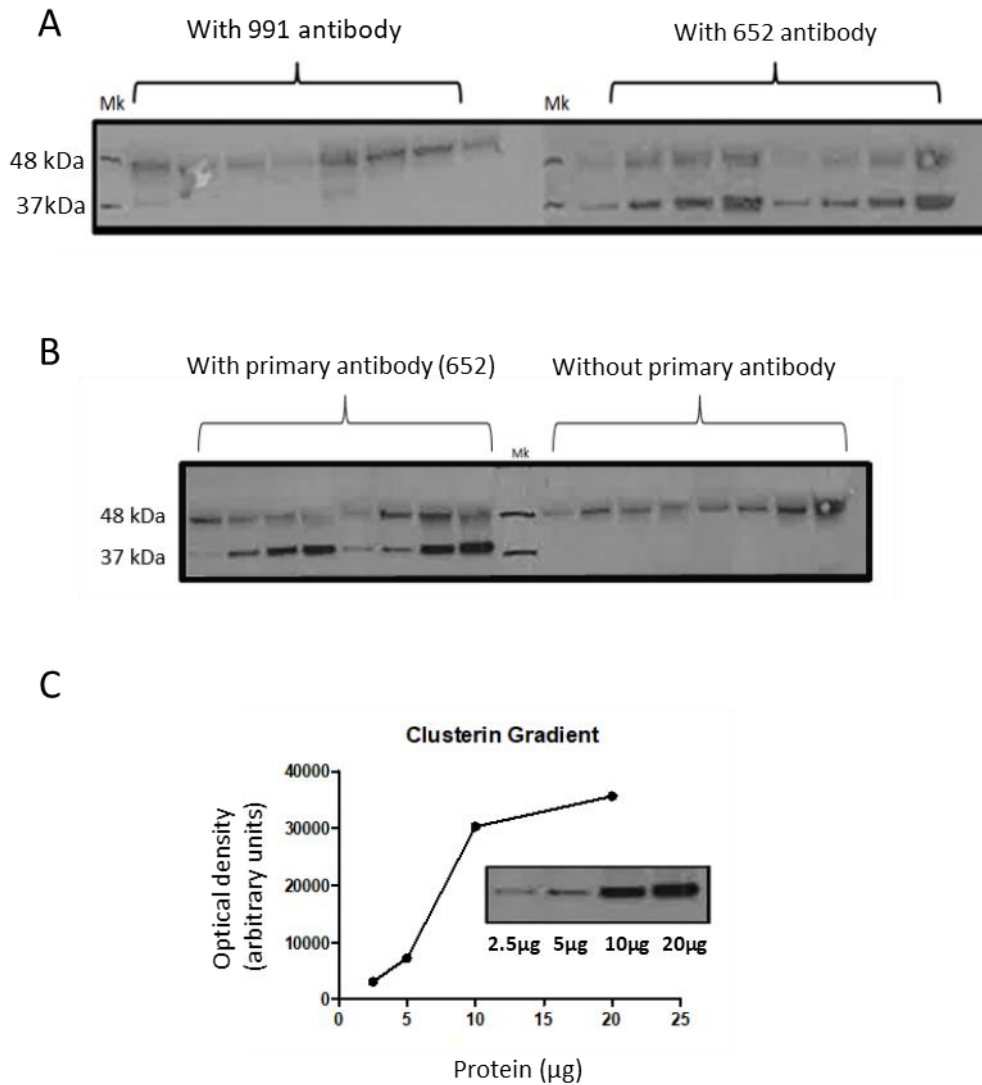 A
With 991 antibody
With 652 antibody
Mk
Mk
48 kDa
37kDa
B
With primary antibody (652)
Without primary antibody
Mk
48 kDa
37 kDa
C
Clusterin Gradient
Optical density
(arbitrary units)
40000
30000
20000
10000
0
2.5µg 5µg 10µg 20µg
0 5 10 15 20 25
Protein (µg)